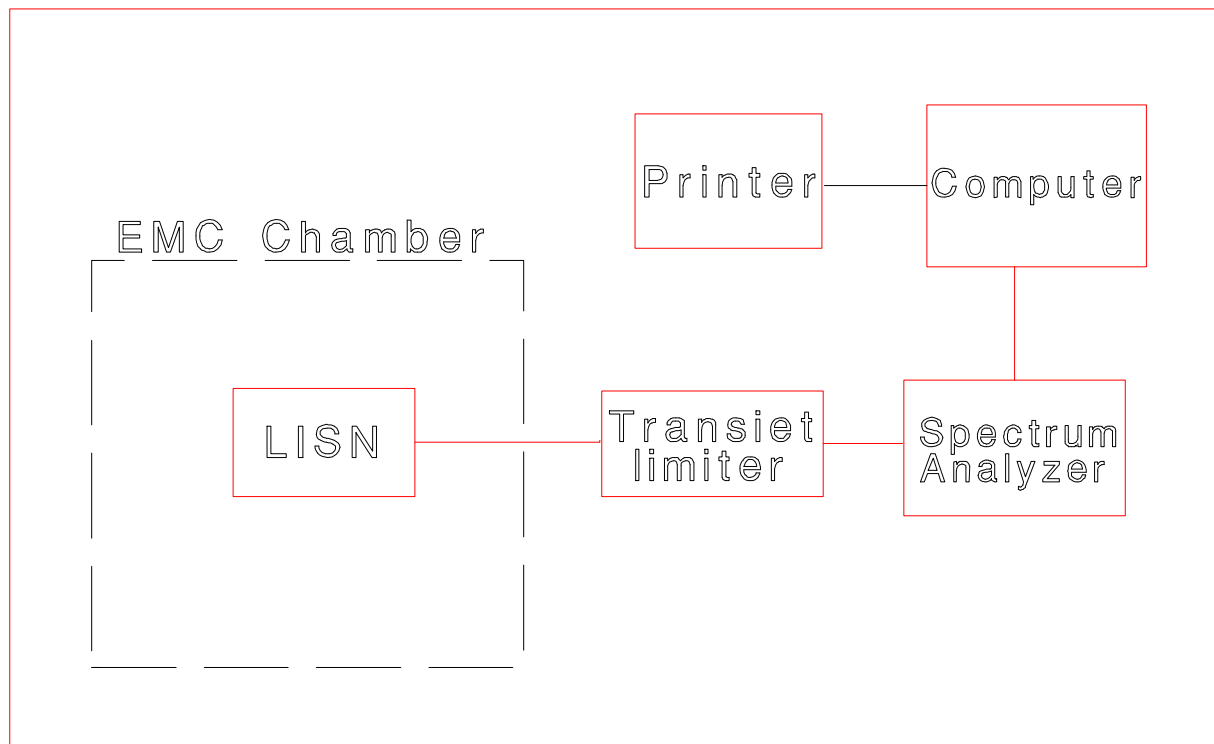 Printer
Computer
EMC Chamber
LISN
Transiet
limiter
Spectrum
Analyzer